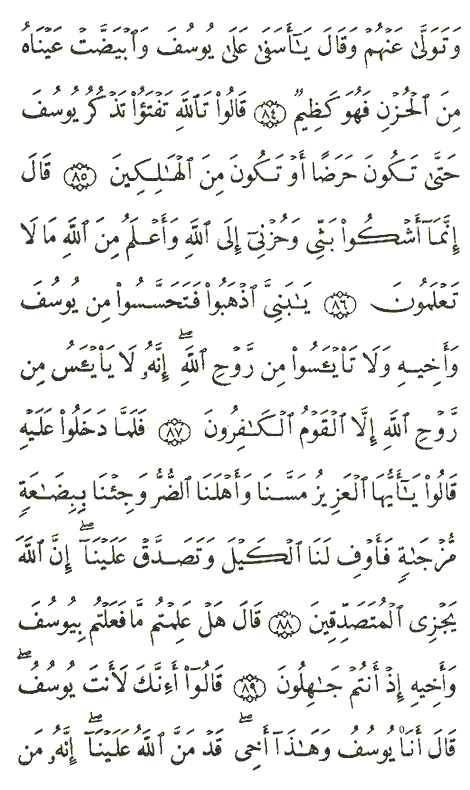 وَتَوَلَّىٰ عَنْهُمْ وَقَالَ يَـٰٓأَسَفَىٰ عَلَىٰ يُوسُفَ وَٱبْيَضَّتْ عَيْنَاهُ
مِنَ ٱلْحُزْنِ فَهُوَ كَظِيمٌ ۝٨٤ قَالُوا۟ تَٱللَّهِ تَفْتَؤُا۟ تَذْكُرُ يُوسُفَ
حَتَّىٰ تَكُونَ حَرَضًا أَوْ تَكُونَ مِنَ ٱلْهَـٰلِكِينَ ۝٨٥ قَالَ
إِنَّمَآ أَشْكُوا۟ بَثِّى وَحُزْنِىٓ إِلَى ٱللَّهِ وَأَعْلَمُ مِنَ ٱللَّهِ مَا لَا
تَعْلَمُونَ ۝٨٦ يَـٰبَنِىَّ ٱذْهَبُوا۟ فَتَحَسَّسُوا۟ مِن يُوسُفَ
وَأَخِيهِ وَلَا تَا۟يْـَٔسُوا۟ مِن رَّوْحِ ٱللَّهِ ۖ إِنَّهُۥ لَا يَا۟يْـَٔسُ مِن
رَّوْحِ ٱللَّهِ إِلَّا ٱلْقَوْمُ ٱلْكَـٰفِرُونَ ۝٨٧ فَلَمَّا دَخَلُوا۟ عَلَيْهِ
قَالُوا۟ يَـٰٓأَيُّهَا ٱلْعَزِيزُ مَسَّنَا وَأَهْلَنَا ٱلضُّرُّ وَجِئْنَا بِبِضَـٰعَةٍ
مُّزْجَىٰةٍ فَأَوْفِ لَنَا ٱلْكَيْلَ وَتَصَدَّقْ عَلَيْنَآ ۖ إِنَّ ٱللَّهَ
يَجْزِى ٱلْمُتَصَدِّقِينَ ۝٨٨ قَالَ هَلْ عَلِمْتُم مَّا فَعَلْتُم بِيُوسُفَ
وَأَخِيهِ إِذْ أَنتُمْ جَـٰهِلُونَ ۝٨٩ قَالُوٓا۟ أَءِنَّكَ لَأَنتَ يُوسُفُ ۖ
قَالَ أَنَا۠ يُوسُفُ وَهَـٰذَآ أَخِى ۖ قَدْ مَنَّ ٱللَّهُ عَلَيْنَآ ۖ إِنَّهُۥ مَن